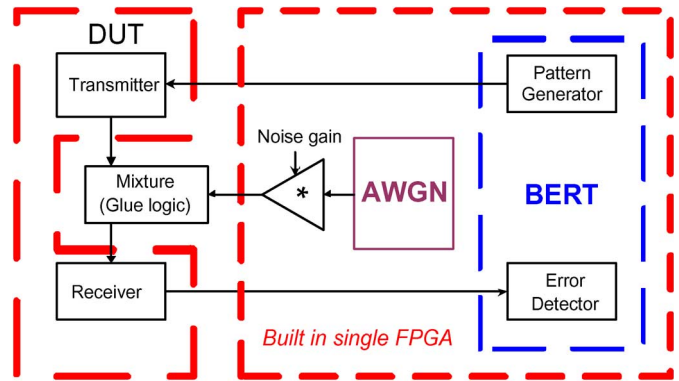 DUT
Transmitter
Pattern
Generator
Noise gain
Mixture
(Glue logic)
*
AWGN
BERT
Receiver
Error
Detector
Built in single FPGA